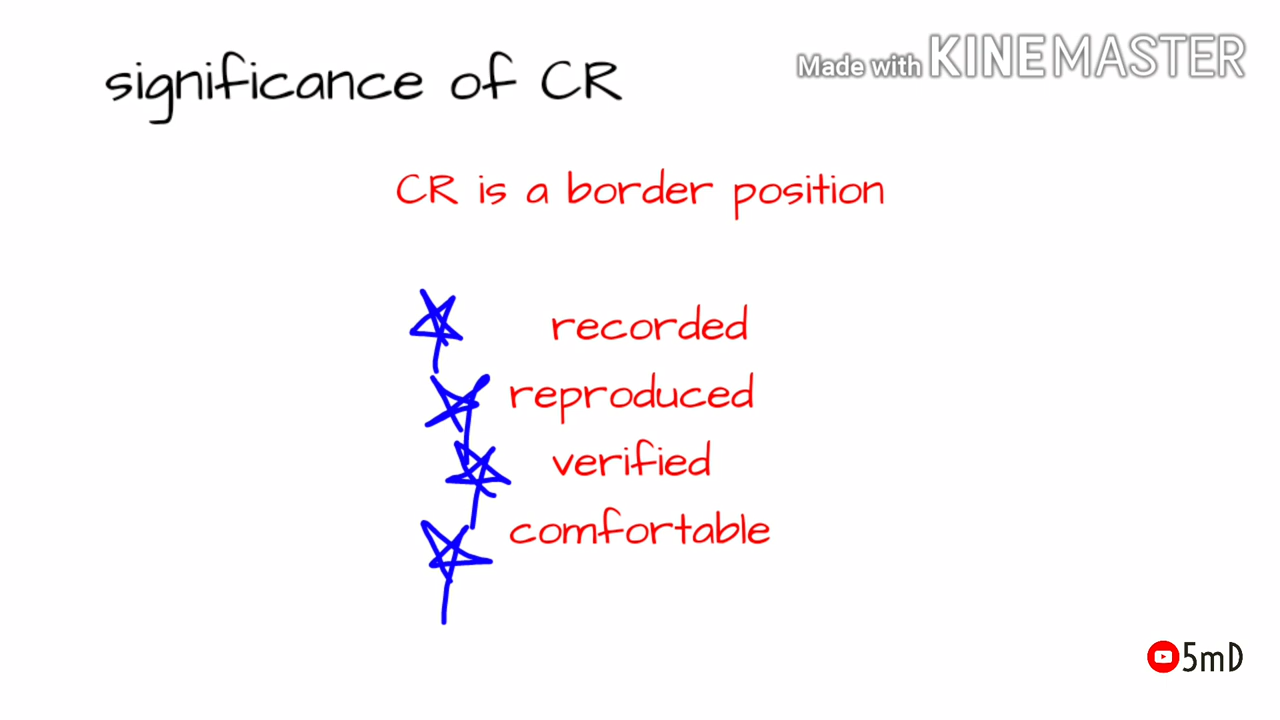 significance of CR
Made with KINEMASTER
CR is a border position
recorded
reproduced
verified
comfortable
5mD